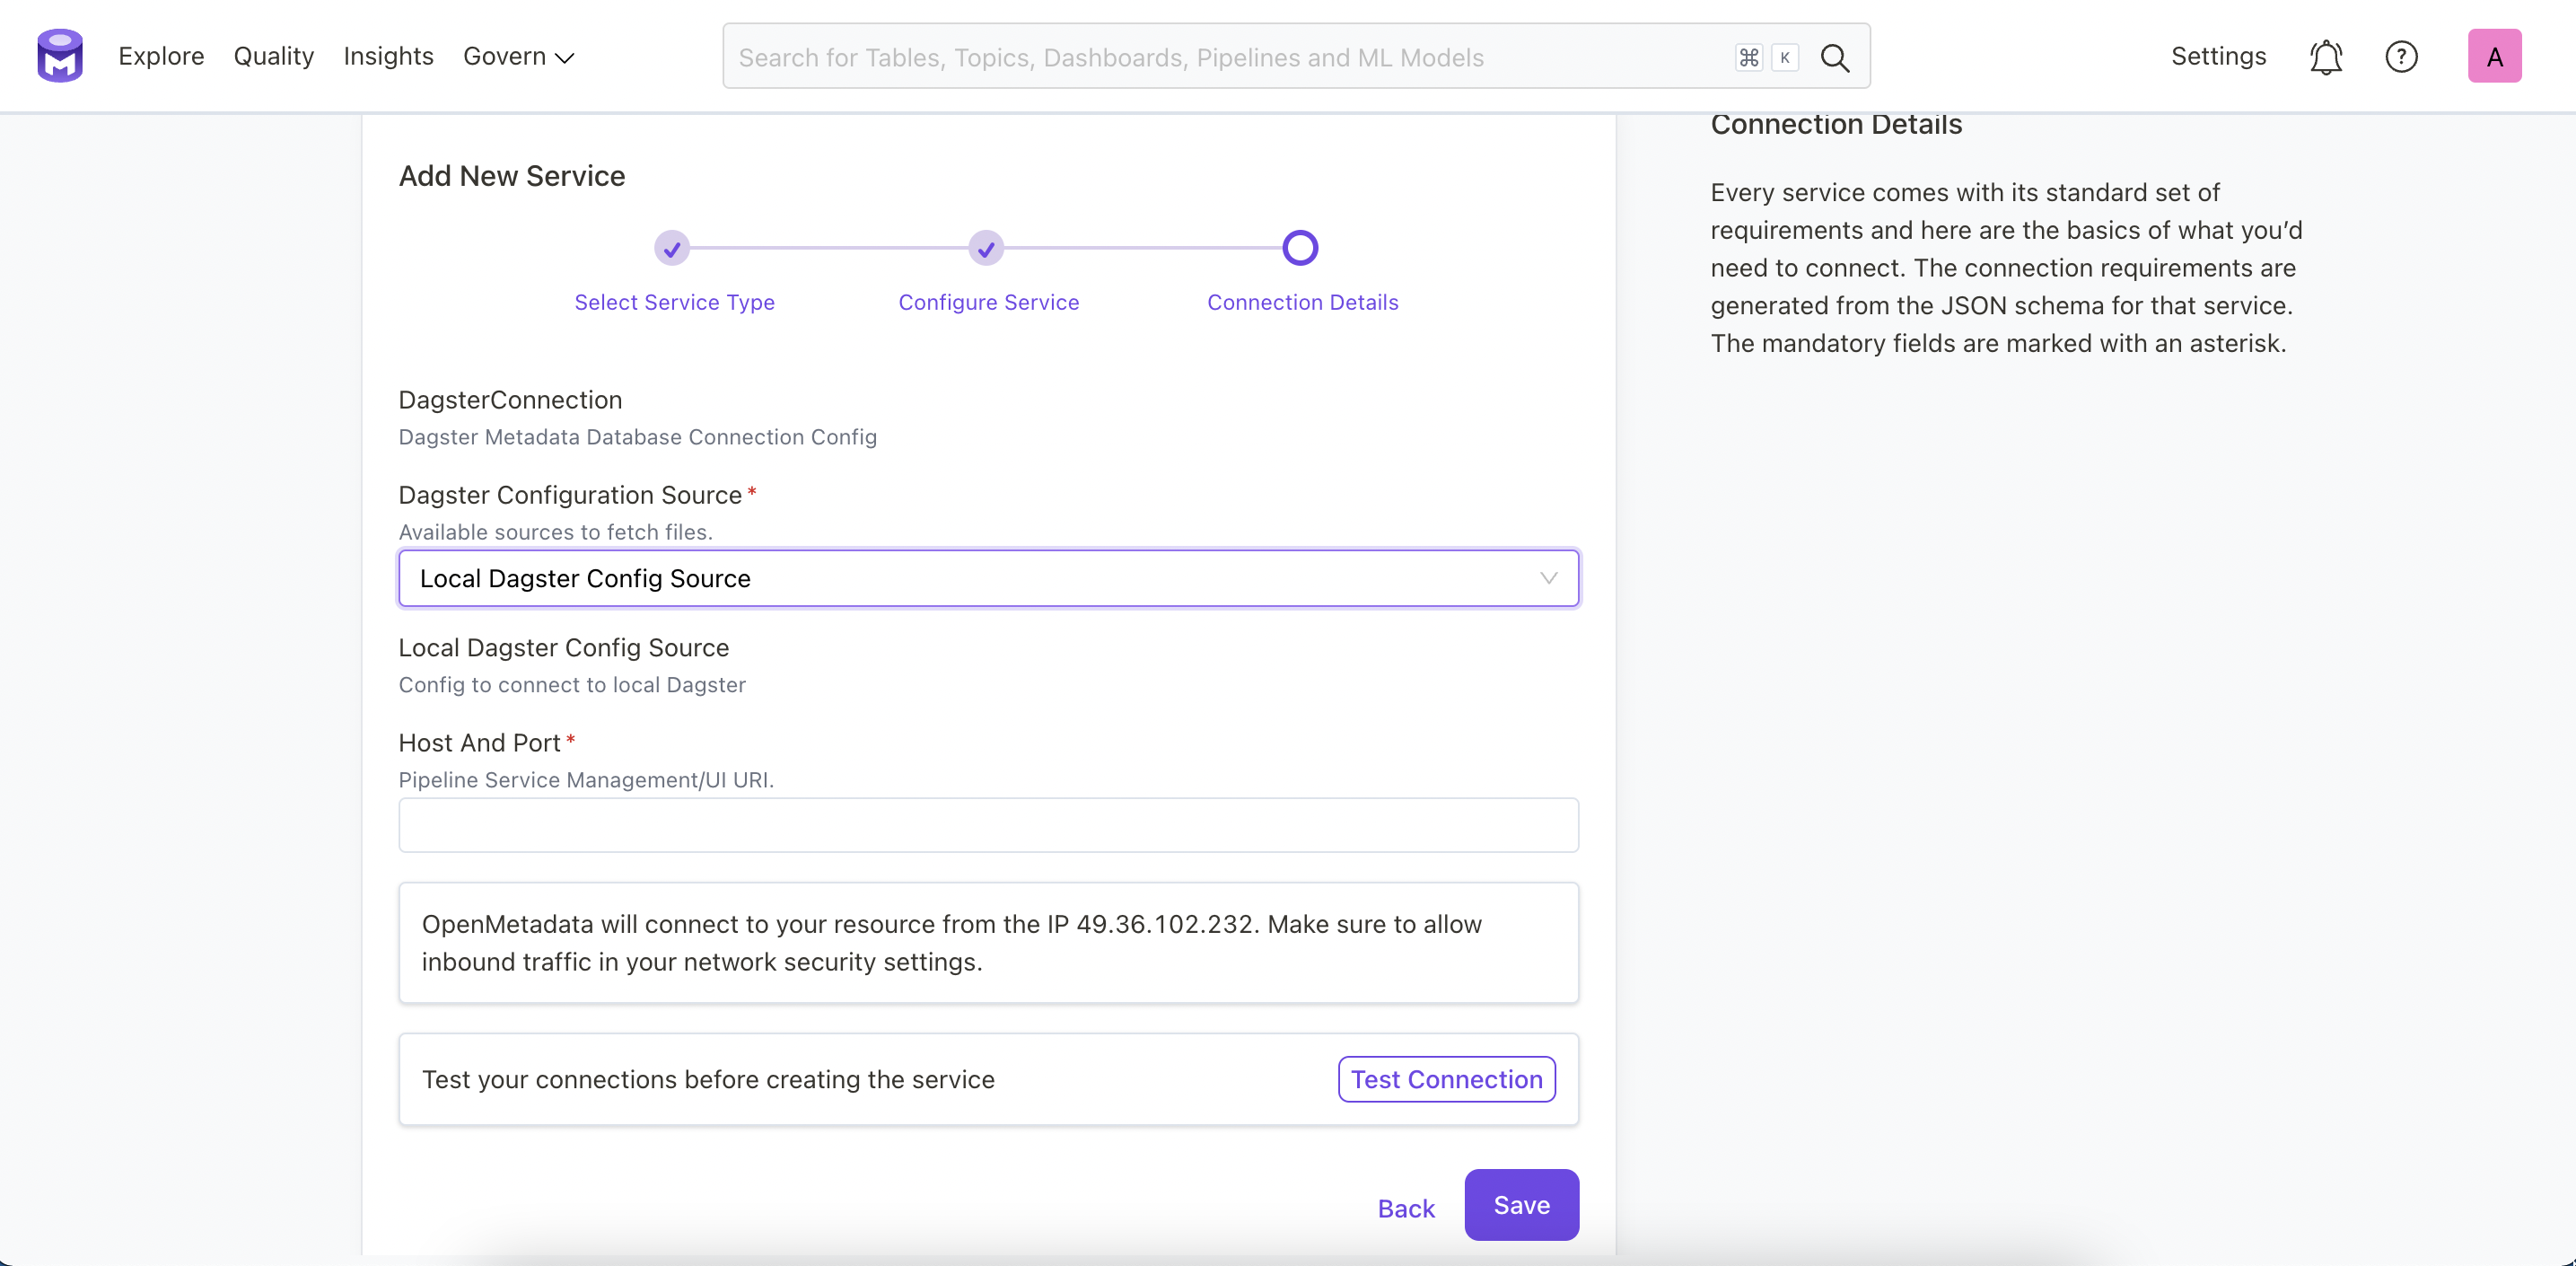 Explore Quality Insights Govern
Search for Tables, Topics, Dashboards, Pipelines and ML Models ⌘ K
Settings ? A
Add New Service
Select Service Type
Configure Service
Connection Details
DagsterConnection
Dagster Metadata Database Connection Config
Dagster Configuration Source*
Available sources to fetch files.
Local Dagster Config Source
Local Dagster Config Source
Config to connect to local Dagster
Host And Port*
Pipeline Service Management/UI URI.
OpenMetadata will connect to your resource from the IP 49.36.102.232. Make sure to allow
inbound traffic in your network security settings.
Test your connections before creating the service
Test Connection
Back
Save
Connection Details
Every service comes with its standard set of
requirements and here are the basics of what you’d
need to connect. The connection requirements are
generated from the JSON schema for that service.
The mandatory fields are marked with an asterisk.